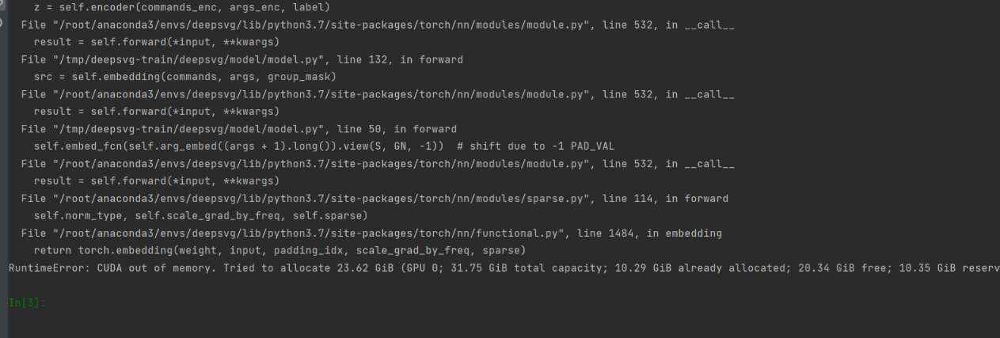 z = self.encoder(commands_enc, args_enc, label)
File "/root/anaconda3/envs/deepsvg/lib/python3.7/site-packages/torch/nn/modules/module.py", line 532, in __call__
result = self.forward(*input, **kwargs)
File "/tmp/deepsvg-train/deepsvg/model/model.py", line 132, in forward
src = self.embedding(commands, args, group_mask)
File "/root/anaconda3/envs/deepsvg/lib/python3.7/site-packages/torch/nn/modules/module.py", line 532, in __call__
result = self.forward(*input, **kwargs)
File "/tmp/deepsvg-train/deepsvg/model/model.py", line 50, in forward
self.embed_fcn(self.arg_embed((args + 1).long()).view(S, GN, -1))  # shift due to -1 PAD_VAL
File "/root/anaconda3/envs/deepsvg/lib/python3.7/site-packages/torch/nn/modules/module.py", line 532, in __call__
result = self.forward(*input, **kwargs)
File "/root/anaconda3/envs/deepsvg/lib/python3.7/site-packages/torch/nn/modules/sparse.py", line 114, in forward
self.norm_type, self.scale_grad_by_freq, self.sparse)
File "/root/anaconda3/envs/deepsvg/lib/python3.7/site-packages/torch/nn/functional.py", line 1484, in embedding
return torch.embedding(weight, input, padding_idx, scale_grad_by_freq, sparse)
RuntimeError: CUDA out of memory. Tried to allocate 23.62 GiB (GPU 0; 31.75 GiB total capacity; 10.29 GiB already allocated; 20.34 GiB free; 10.35 GiB reserv
In[3]: